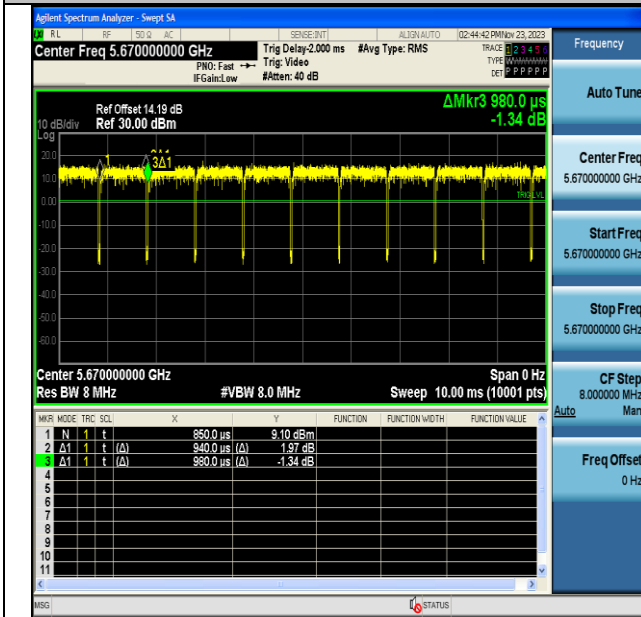 Agilent Spectrum Analyzer - Swept SA
RL RF 50 Ω AC SENSE:INT ALIGN AUTO 02:44:42 PM Nov 23, 2023
Center Freq 5.670000000 GHz
PNO: Fast
IFGain:Low
Trig Delay-2.000 ms
Trig: Video
#Atten: 40 dB
#Avg Type: RMS
TRACE 1 2 3 4 5 6
TYPE
DET P P P P P P
Ref Offset 14.19 dB
Ref 30.00 dBm
10 dB/div
Log
ΔMkr3 980.0 µs
-1.34 dB
20.0
10.0
0.00
-10.0
-20.0
-30.0
-40.0
-50.0
-60.0
3Δ1
TRIG LVL
Center 5.670000000 GHz
Span 0 Hz
Res BW 8 MHz
#VBW 8.0 MHz
Sweep 10.00 ms (10001 pts)
MKR MODE TRC SCL X Y FUNCTION FUNCTION WIDTH FUNCTION VALUE
1 N 1 t 850.0 µs 9.10 dBm
2 Δ1 1 t (Δ) 940.0 µs (Δ) 1.97 dB
3 Δ1 1 t (Δ) 980.0 µs (Δ) -1.34 dB
4
5
6
7
8
9
10
11
MSG
STATUS
Frequency
Auto Tune
Center Freq
5.670000000 GHz
Start Freq
5.670000000 GHz
Stop Freq
5.670000000 GHz
CF Step
8.000000 MHz
Auto Man
Freq Offset
0 Hz